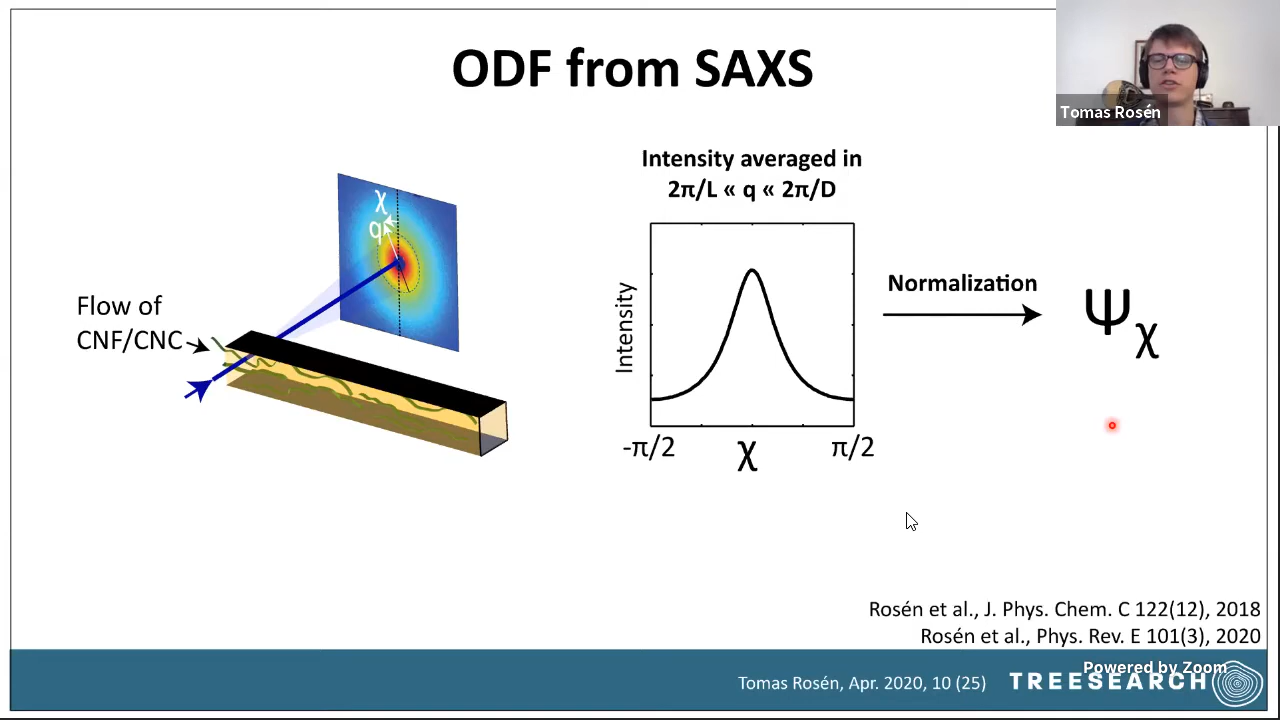 ODF from SAXS
Tomas Rosén
Intensity averaged in
2π/L « q « 2π/D
χ
q
Flow of
CNF/CNC
Intensity
-π/2
χ
π/2
Normalization
Ψχ
Rosén et al., J. Phys. Chem. C 122(12), 2018
Rosén et al., Phys. Rev. E 101(3), 2020
Powered by Zoom
Tomas Rosén, Apr. 2020, 10 (25)
TREESEARCH